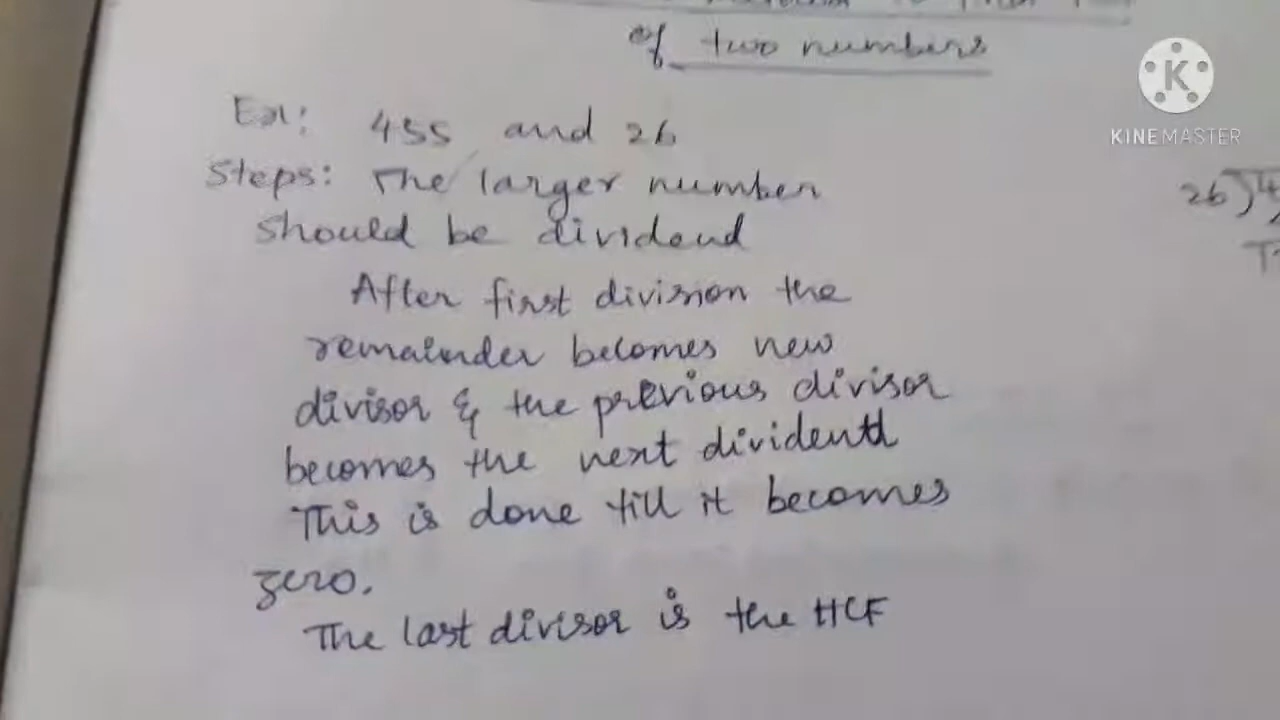 of two numbers
Ex: 455 and 26
Steps: The larger number
should be dividend
After first division the
remainder becomes new
divisor & the previous divisor
becomes the next dividentd
This is done till it becomes
zero.
The last divisor is the HCF
K
KINEMASTER
26